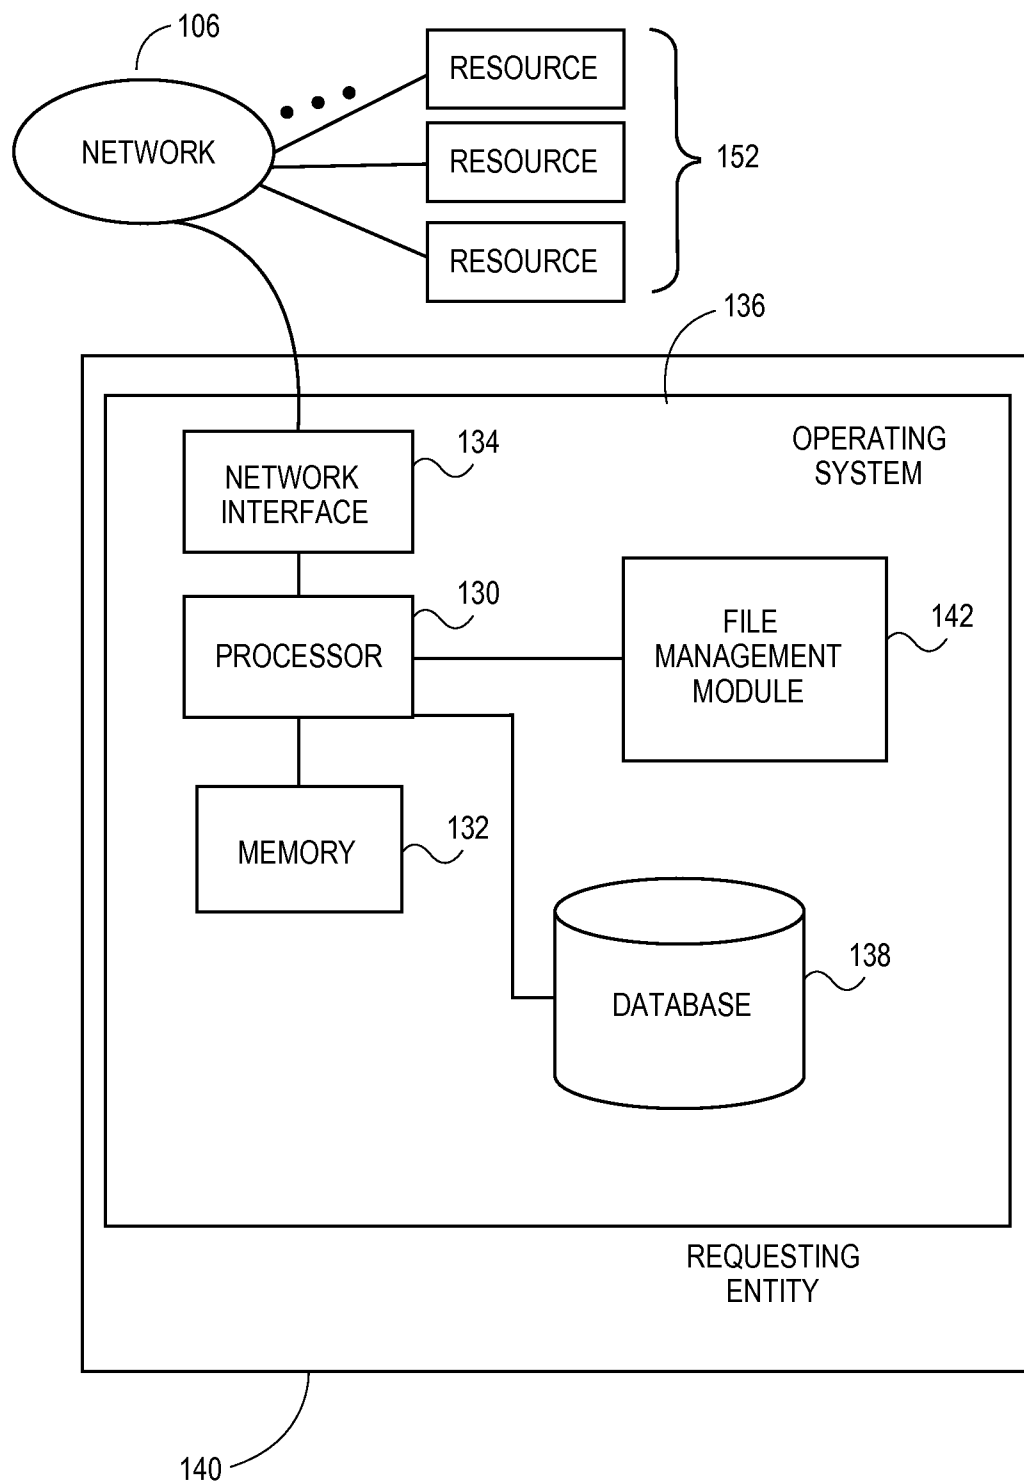 106
RESOURCE
NETWORK
RESOURCE
152
RESOURCE
136
134
OPERATING
SYSTEM
NETWORK
INTERFACE
130
PROCESSOR
FILE
MANAGEMENT
MODULE
142
132
MEMORY
138
DATABASE
REQUESTING
ENTITY
140